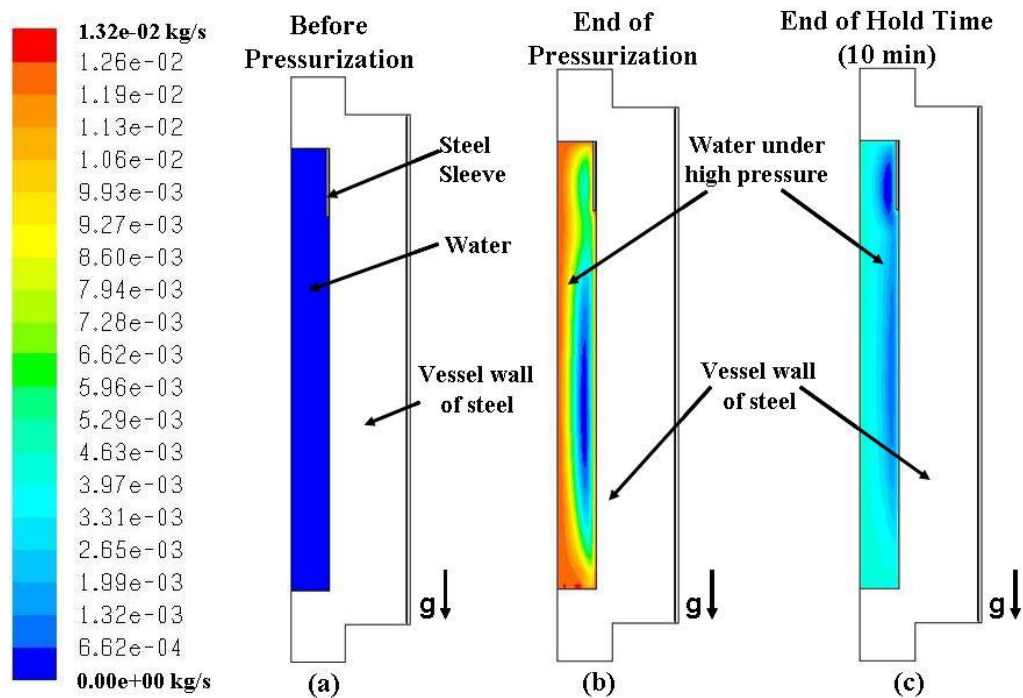 1.32e-02 kg/s
1.26e-02
1.19e-02
1.13e-02
1.06e-02
9.93e-03
9.27e-03
8.60e-03
7.94e-03
7.28e-03
6.62e-03
5.96e-03
5.29e-03
4.63e-03
3.97e-03
3.31e-03
2.65e-03
1.99e-03
1.32e-03
6.62e-04
0.00e+00 kg/s
Before
Pressurization
Steel
Sleeve
Water
Vessel wall
of steel
g
(a)
End of
Pressurization
Water under
high pressure
Vessel wall
of steel
g
(b)
End of Hold Time
(10 min)
g
(c)